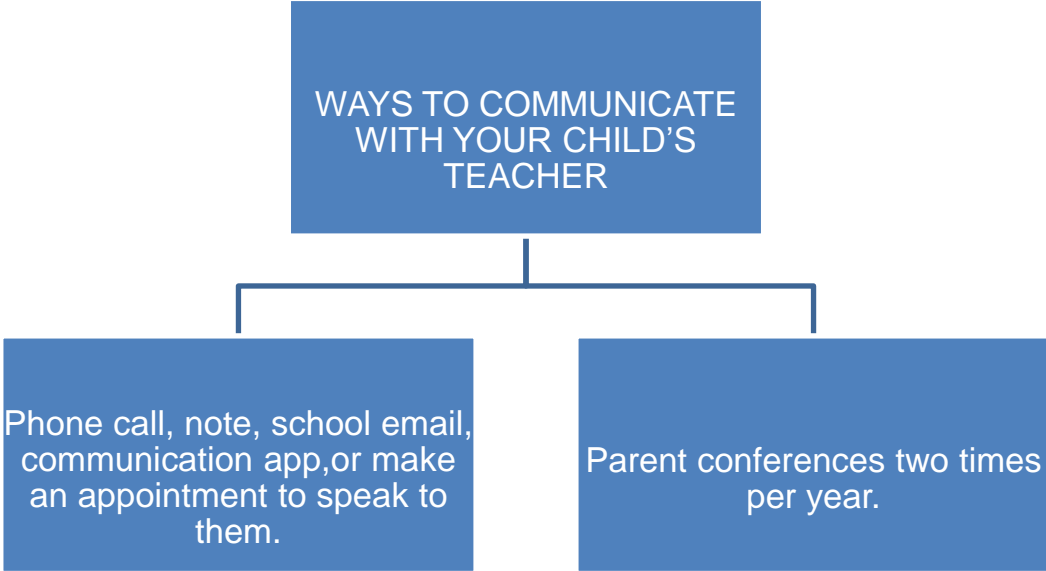 WAYS TO COMMUNICATE
WITH YOUR CHILD’S
TEACHER
Phone call, note, school email,
communication app,or make
an appointment to speak to
them.
Parent conferences two times
per year.